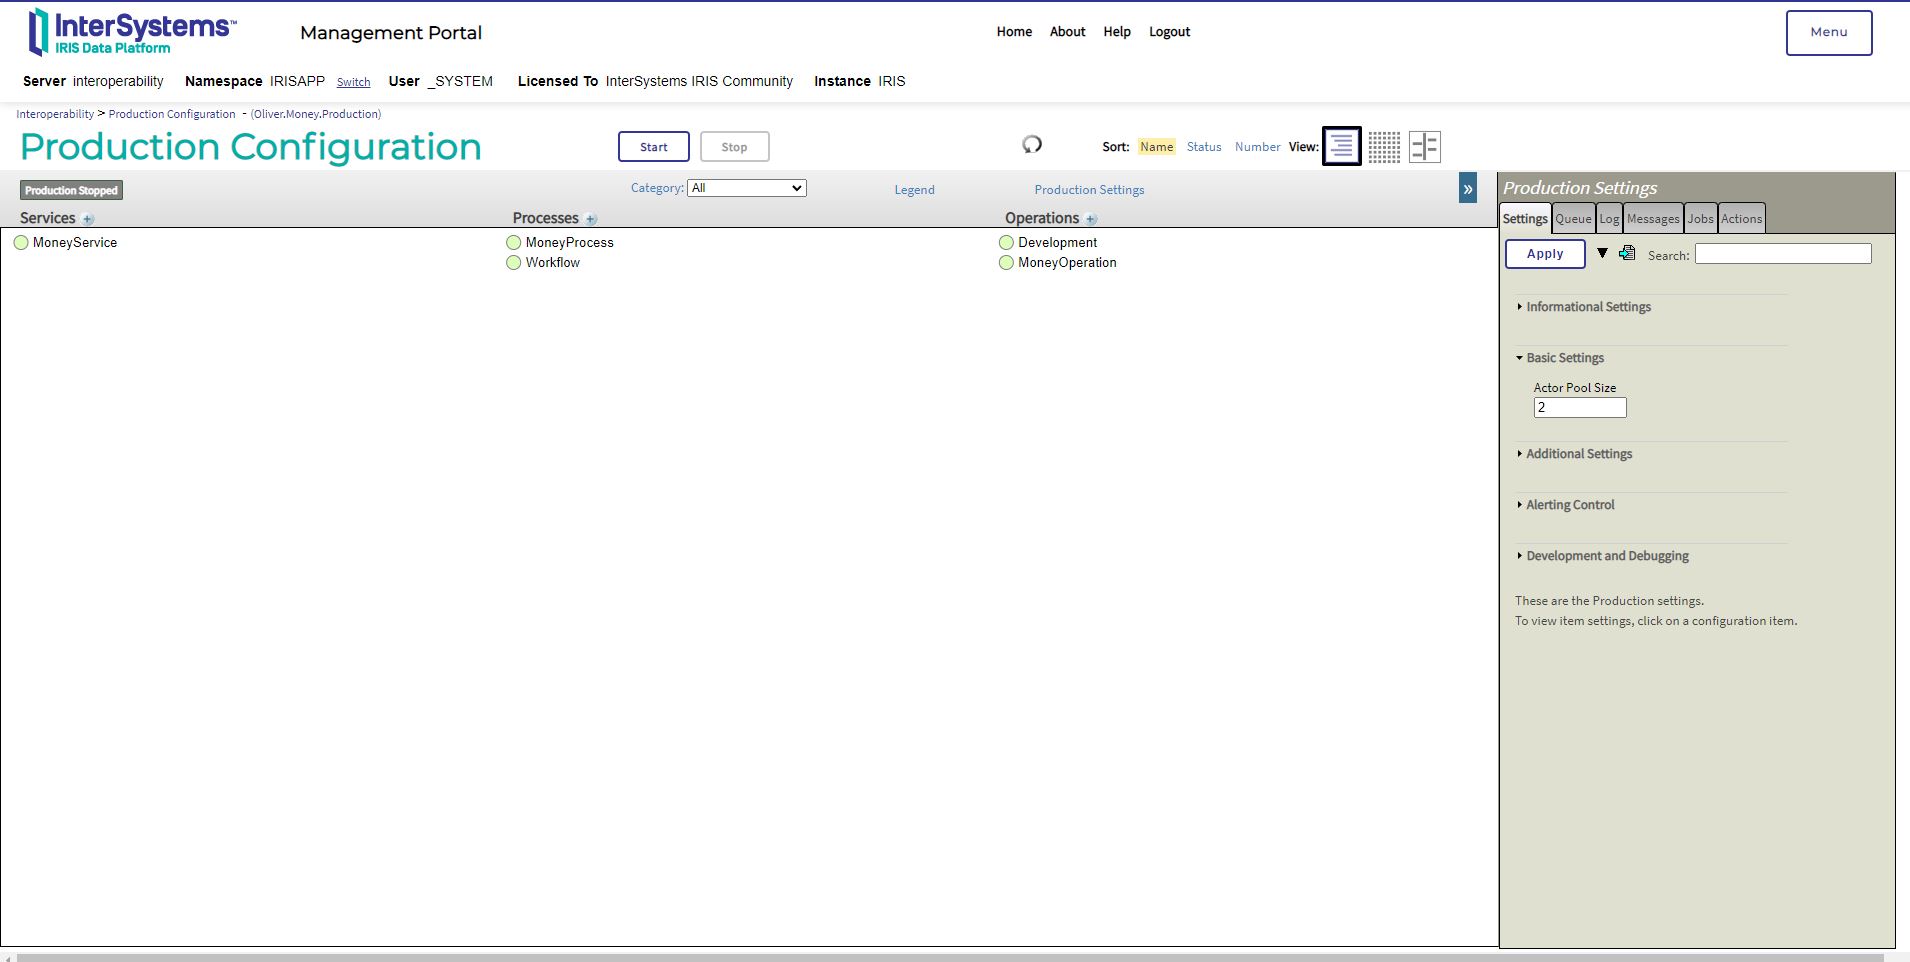 InterSystems™
IRIS Data Platform
Management Portal
Home About Help Logout
Menu
Server interoperability Namespace IRISAPP Switch User _SYSTEM Licensed To InterSystems IRIS Community Instance IRIS
Interoperability > Production Configuration - (Oliver.Money.Production)
Production Configuration
Start Stop
Sort: Name Status Number View:
Production Stopped
Category: All
Legend
Production Settings
»
Services
Processes
Operations
MoneyService
MoneyProcess
Development
Workflow
MoneyOperation
Production Settings
Settings Queue Log Messages Jobs Actions
Apply
Search:
Informational Settings
Basic Settings
Actor Pool Size
2
Additional Settings
Alerting Control
Development and Debugging
These are the Production settings.
To view item settings, click on a configuration item.